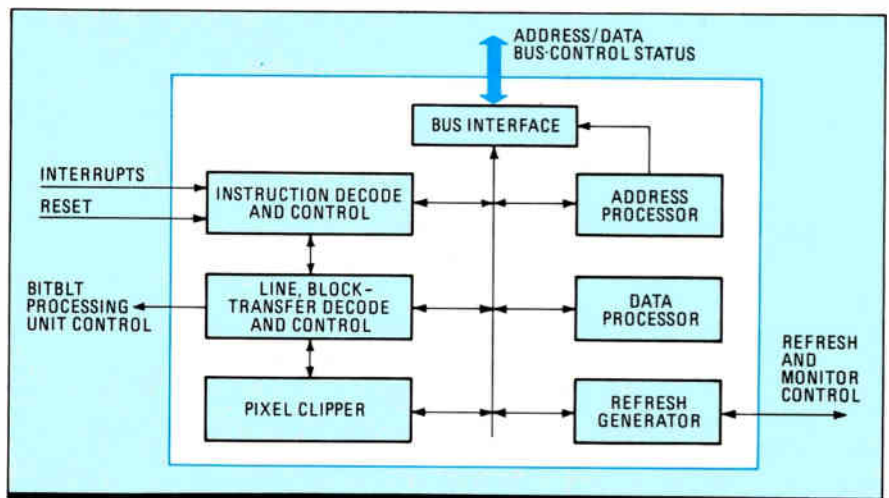 ADDRESS/DATA
BUS-CONTROL STATUS
BUS INTERFACE
INTERRUPTS
RESET
INSTRUCTION DECODE
AND CONTROL
ADDRESS
PROCESSOR
BITBLT
PROCESSING
UNIT CONTROL
LINE, BLOCK-
TRANSFER DECODE
AND CONTROL
DATA
PROCESSOR
REFRESH
AND
MONITOR
CONTROL
PIXEL CLIPPER
REFRESH
GENERATOR